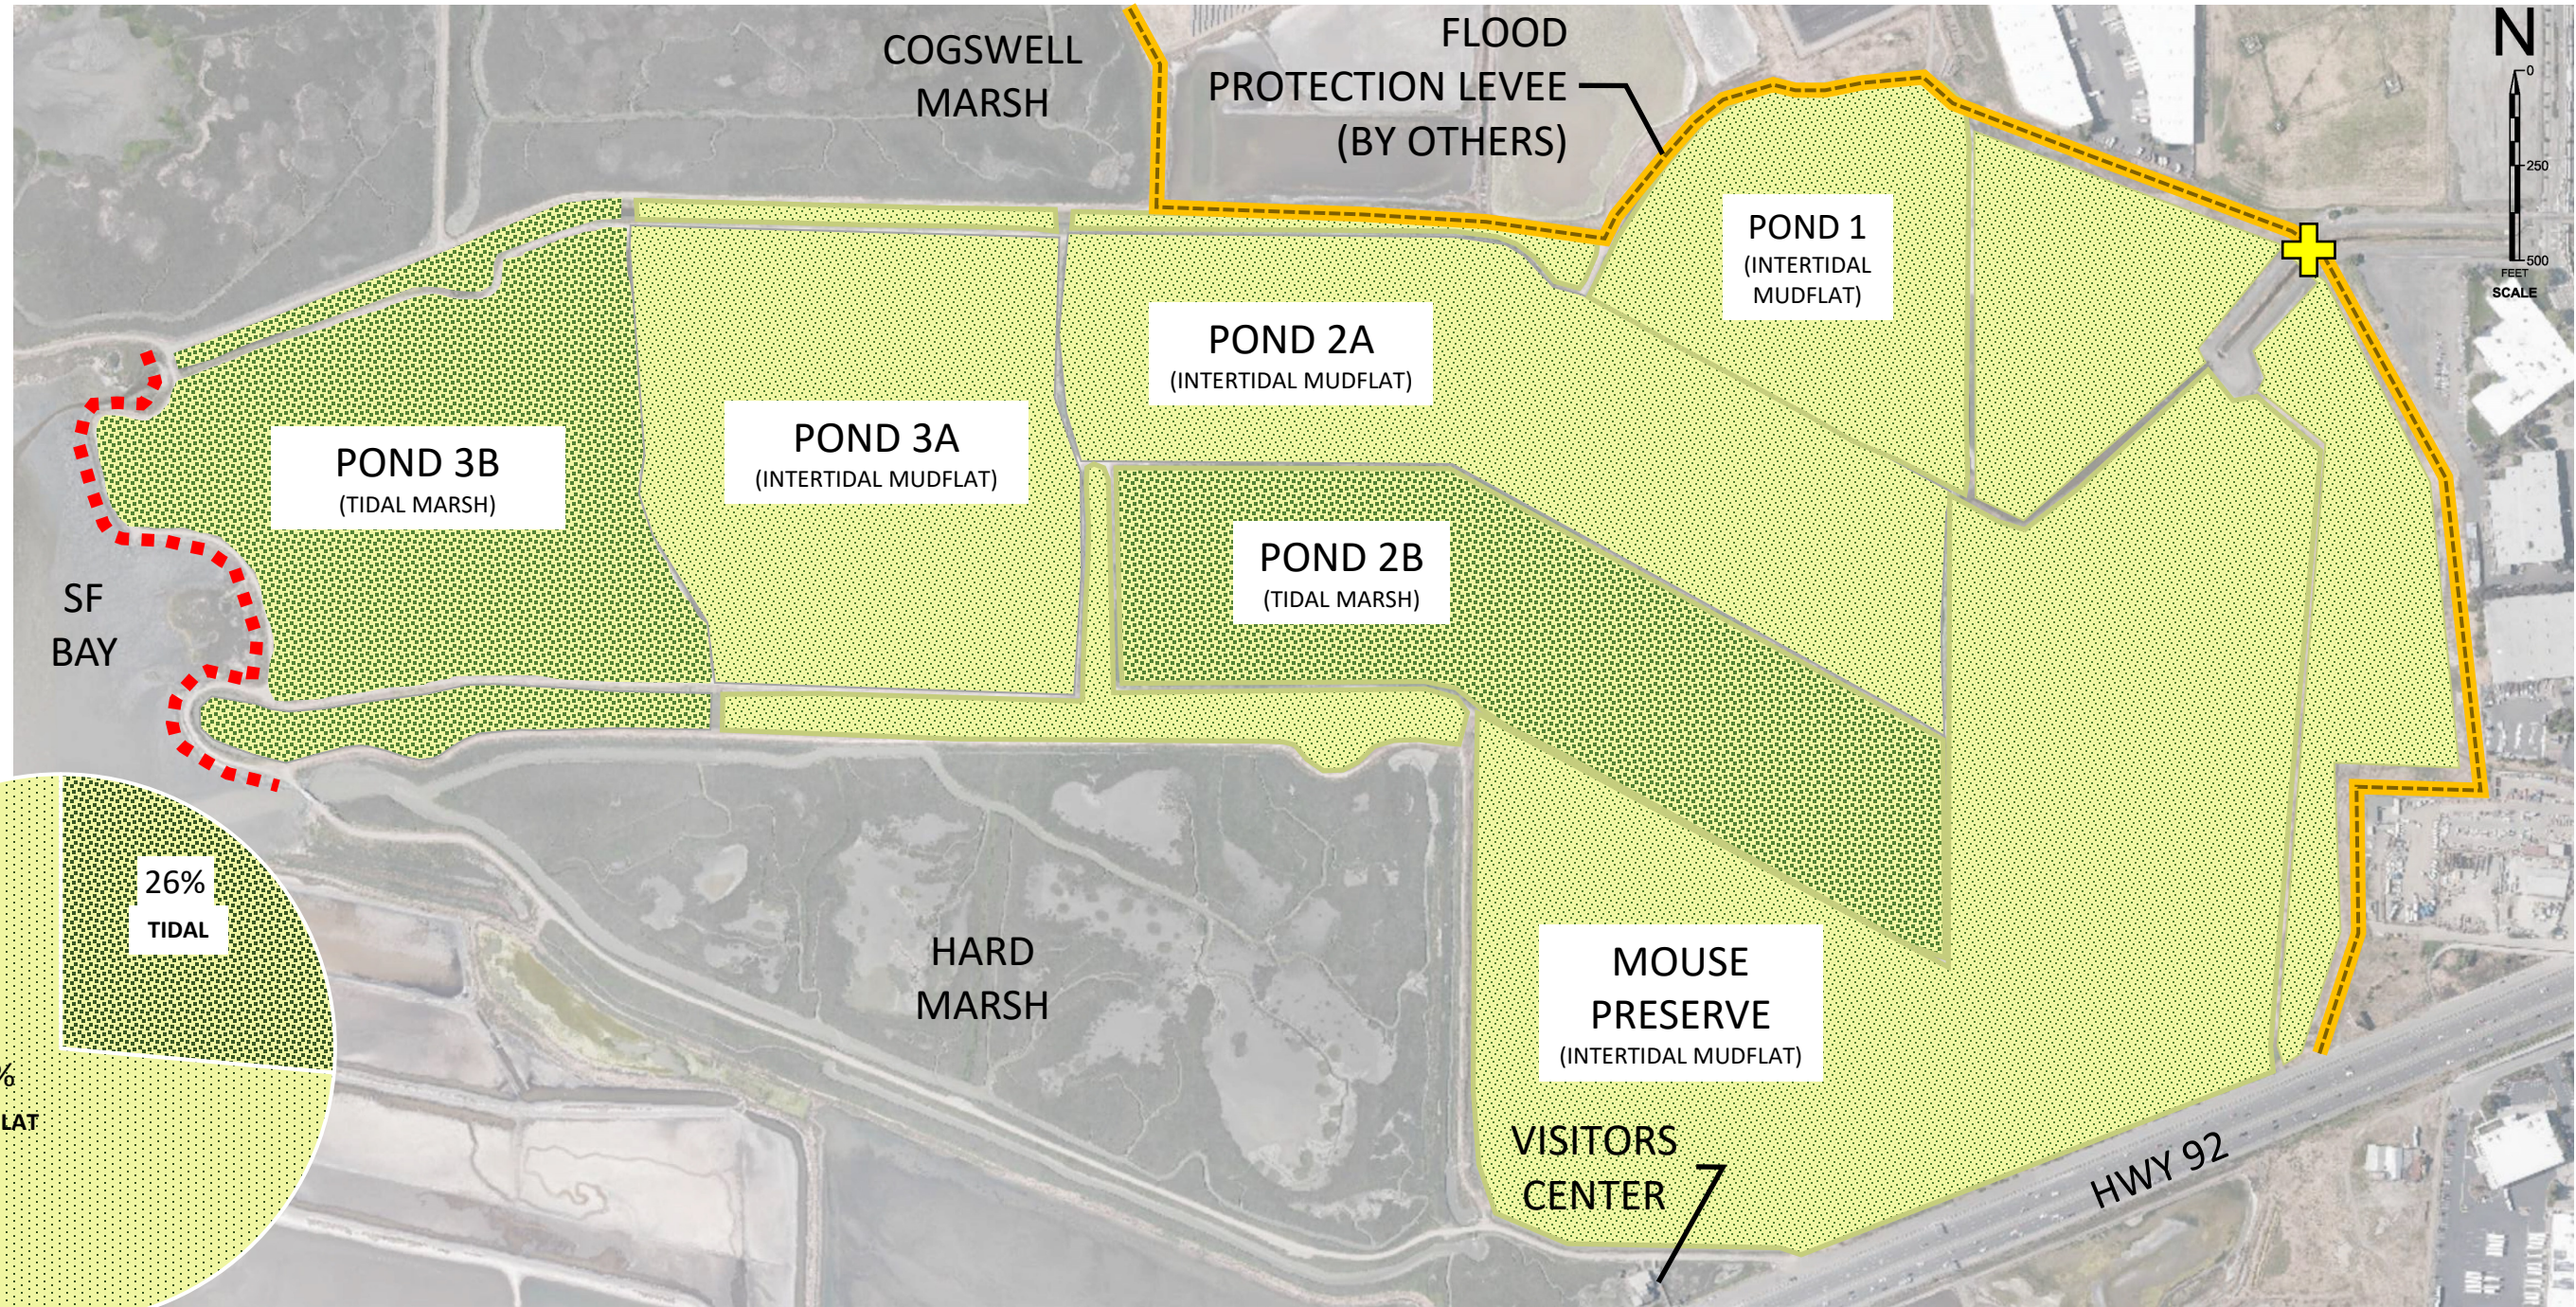 COGSWELL
MARSH
FLOOD
PROTECTION LEVEE
(BY OTHERS)
N
0
250
500
FEET
SCALE
POND 1
(INTERTIDAL
MUDFLAT)
POND 2A
(INTERTIDAL MUDFLAT)
POND 3A
(INTERTIDAL MUDFLAT)
POND 3B
(TIDAL MARSH)
POND 2B
(TIDAL MARSH)
SF
BAY
26%
TIDAL
%
LAT
HARD
MARSH
MOUSE
PRESERVE
(INTERTIDAL MUDFLAT)
VISITORS
CENTER
HWY 92